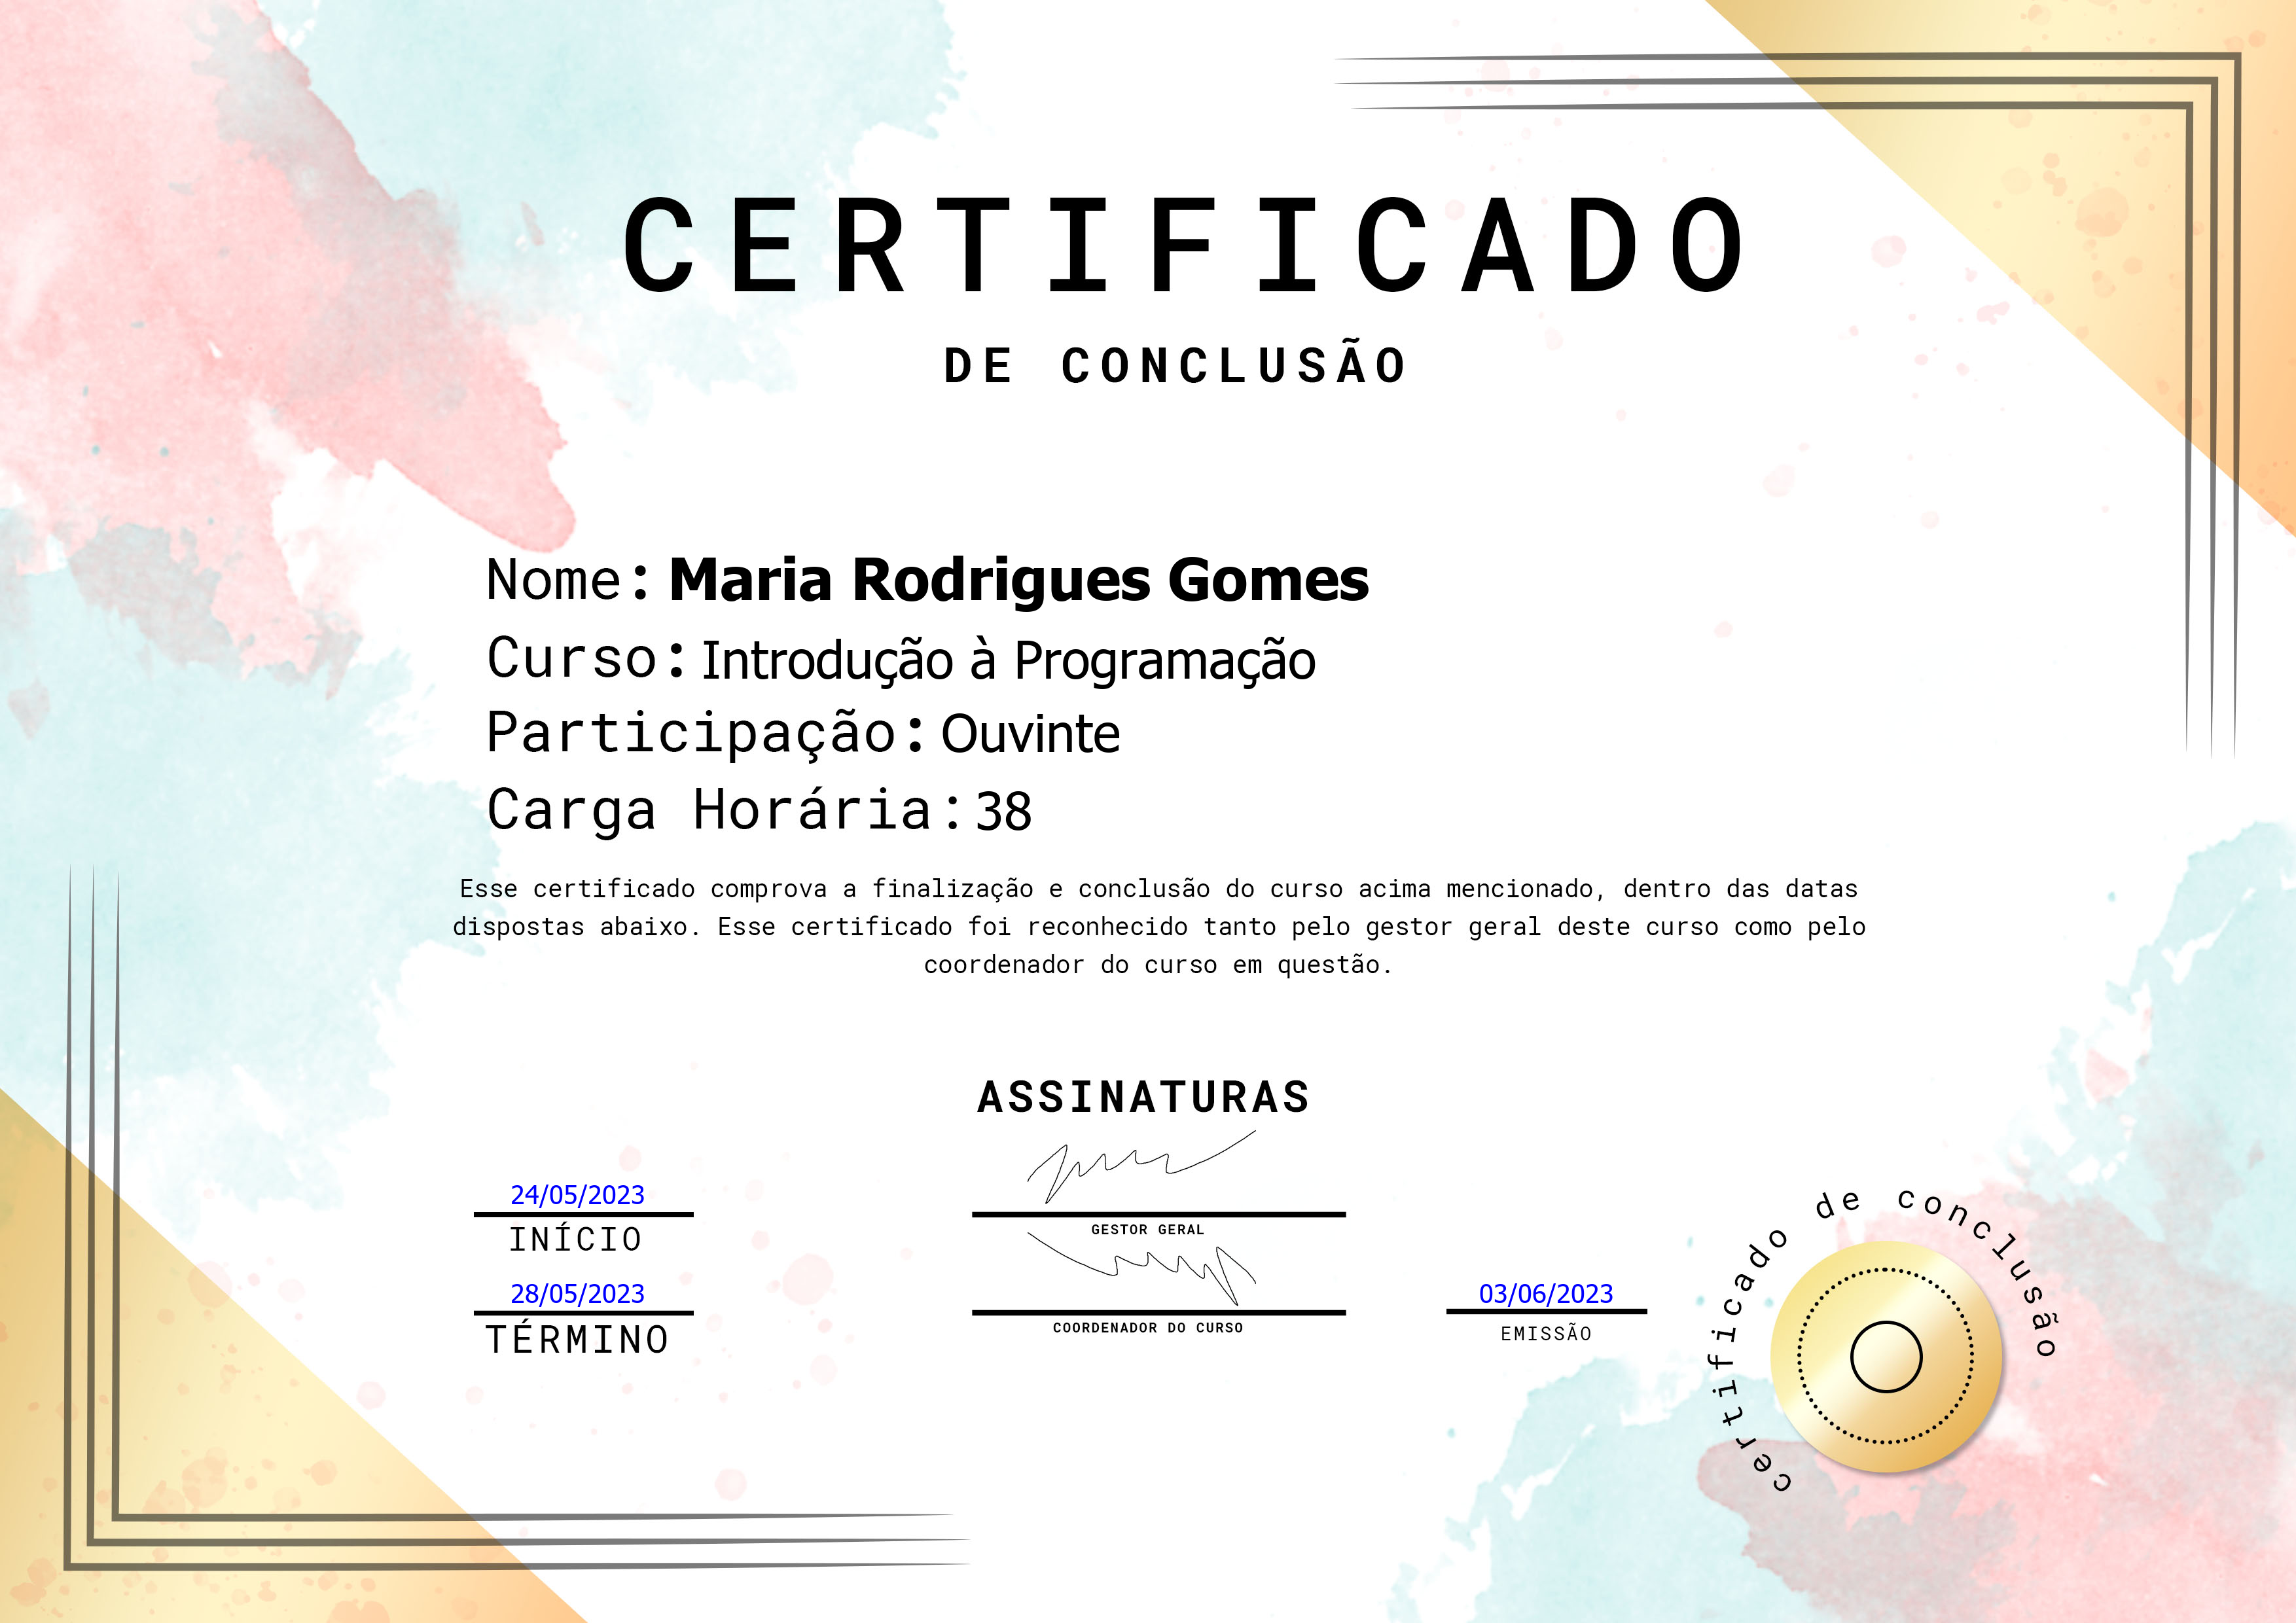 CERTIFICADO
DE CONCLUSÃO
Nome: Maria Rodrigues Gomes
Curso: Introdução à Programação
Participação: Ouvinte
Carga Horária: 38
Esse certificado comprova a finalização e conclusão do curso acima mencionado, dentro das datas
dispostas abaixo. Esse certificado foi reconhecido tanto pelo gestor geral deste curso como pelo
coordenador do curso em questão.
ASSINATURAS
24/05/2023
INÍCIO
GESTOR GERAL
28/05/2023
TÉRMINO
COORDENADOR DO CURSO
03/06/2023
EMISSÃO
certificado de conclusão